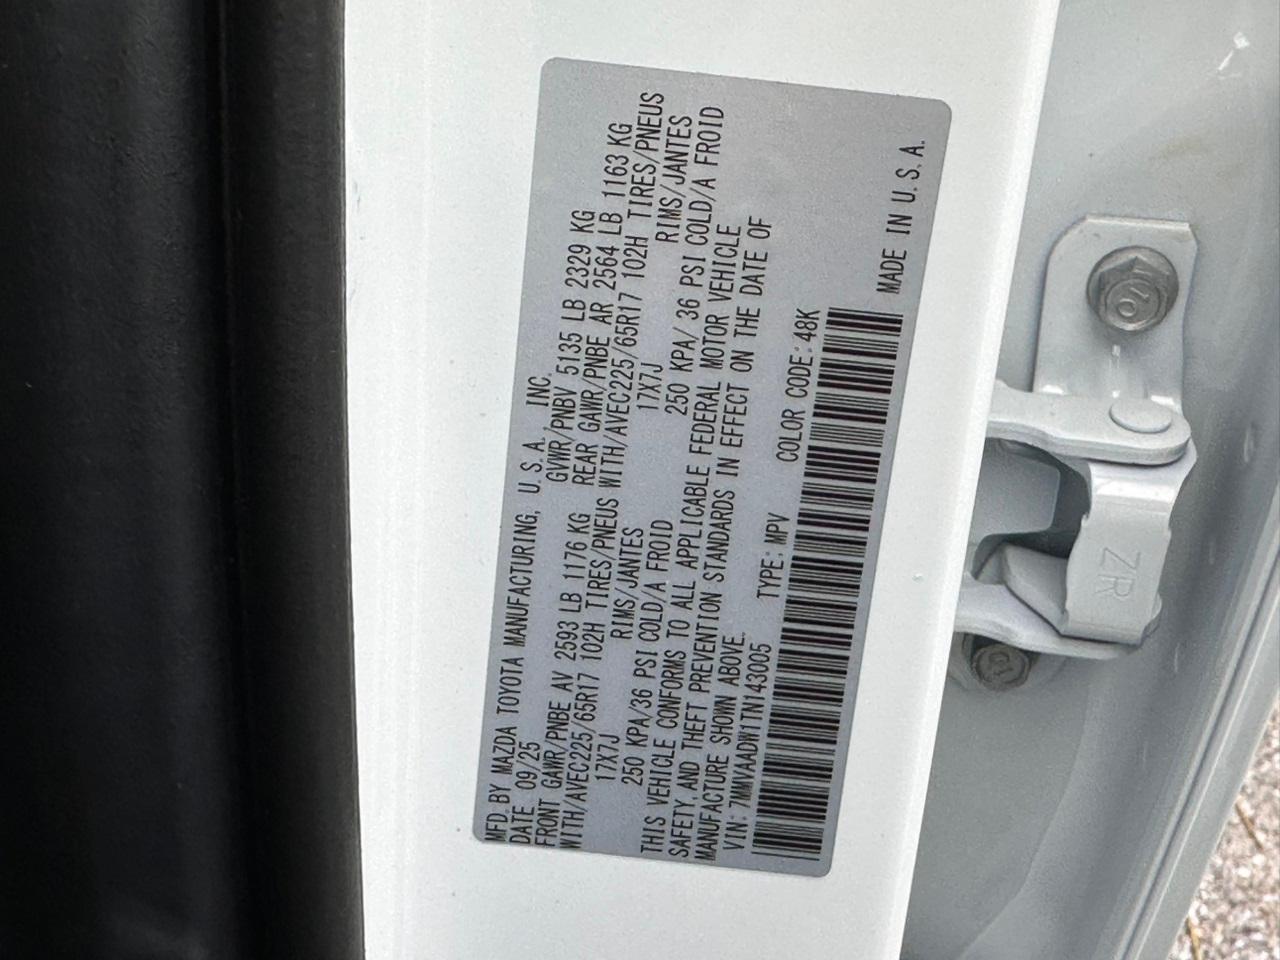 MFD. BY MAZDA TOYOTA MANUFACTURING, U.S.A. INC.
DATE 09/25 GVWR/PNBV 5135 LB 2329 KG
FRONT GAWR/PNBE AV 2593 LB 1176 KG REAR GAWR/PNBE AR 2564 LB 1163 KG
WITH/AVEC225/65R17 102H TIRES/PNEUS WITH/AVEC225/65R17 102H TIRES/PNEUS
17X7J RIMS/JANTES 17X7J RIMS/JANTES
250 KPA/36 PSI COLD/A FROID 250 KPA/ 36 PSI COLD/A FROID
THIS VEHICLE CONFORMS TO ALL APPLICABLE FEDERAL MOTOR VEHICLE
SAFETY, AND THEFT PREVENTION STANDARDS IN EFFECT ON THE DATE OF
MANUFACTURE SHOWN ABOVE.
VIN: 7MMVAADW1TN143005 TYPE: MPV COLOR CODE: 48K
MADE IN U.S.A.
10
ZR